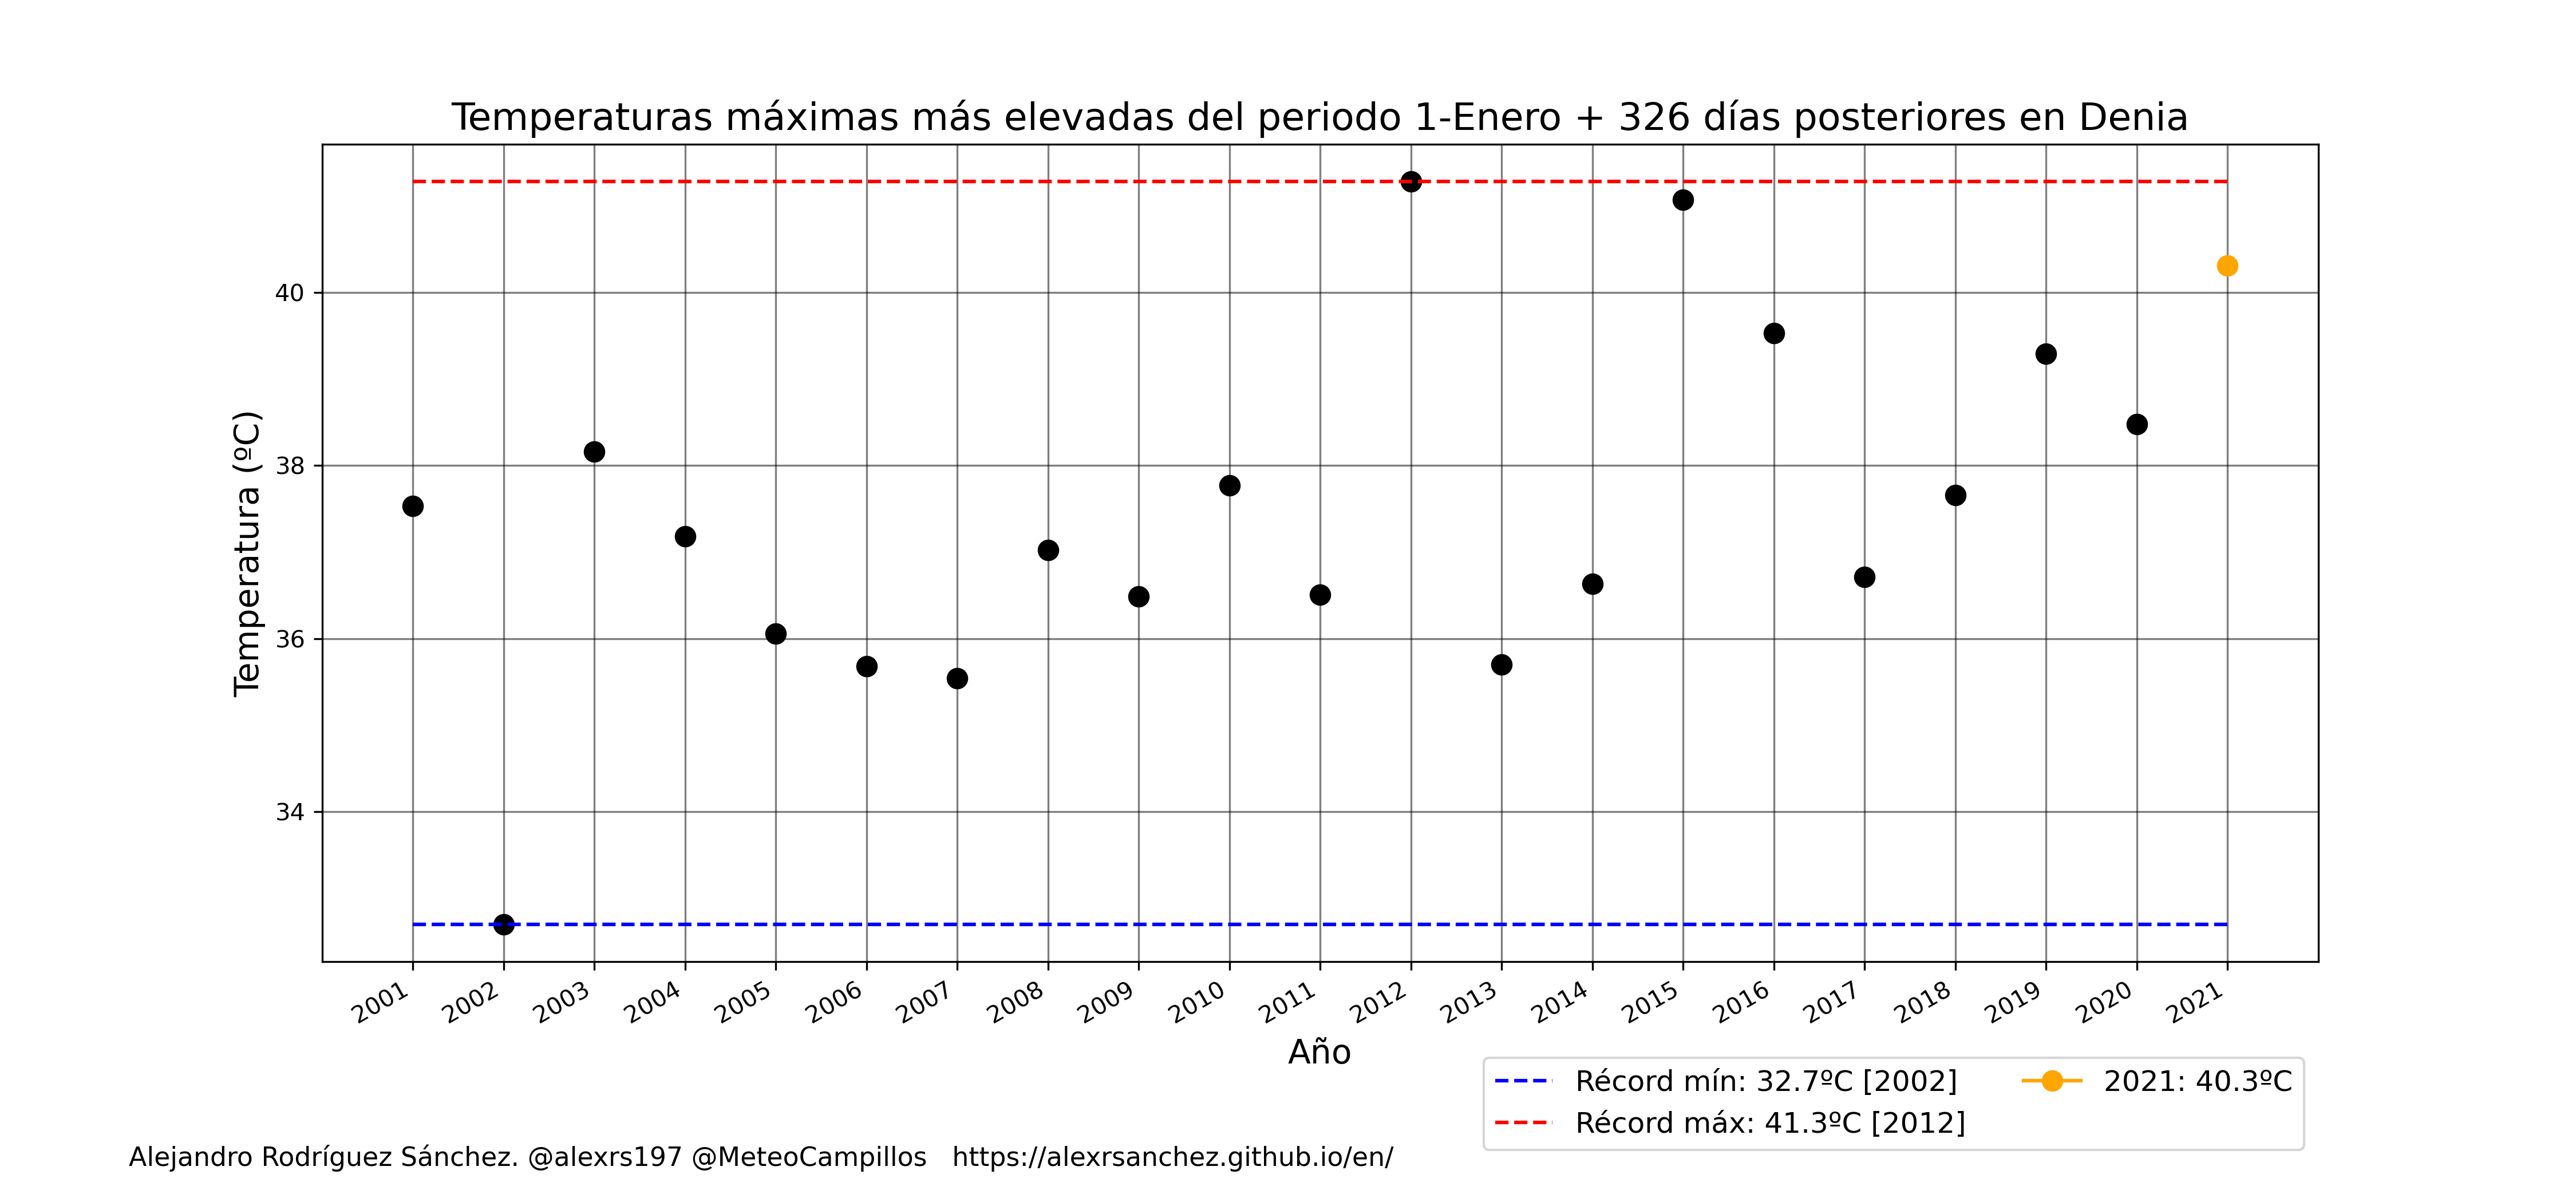 Temperaturas máximas más elevadas del periodo 1-Enero + 326 días posteriores en Denia
Temperatura (ºC)
40
38
36
34
2001 2002 2003 2004 2005 2006 2007 2008 2009 2010 2011 2012 2013 2014 2015 2016 2017 2018 2019 2020 2021
Año
Récord mín: 32.7ºC [2002]
Récord máx: 41.3ºC [2012]
2021: 40.3ºC
Alejandro Rodríguez Sánchez. @alexrs197 @MeteoCampillos https://alexrsanchez.github.io/en/